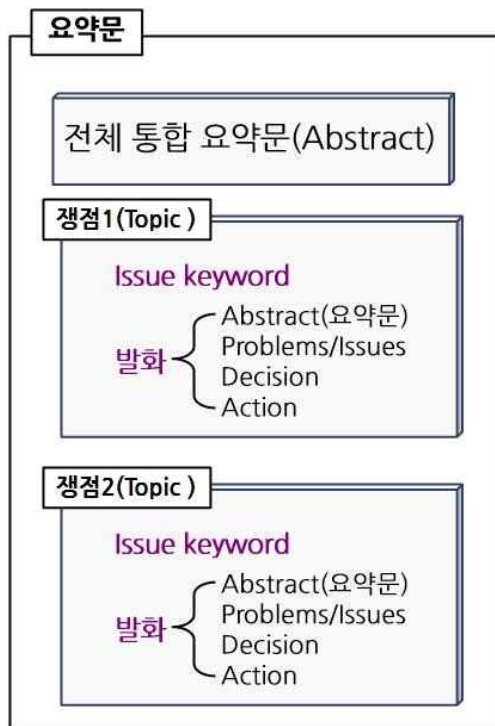 요약문
전체 통합 요약문(Abstract)
쟁점1(Topic )
Issue keyword
발화
Abstract(요약문)
Problems/Issues
Decision
Action
쟁점2(Topic )
Issue keyword
발화
Abstract(요약문)
Problems/Issues
Decision
Action